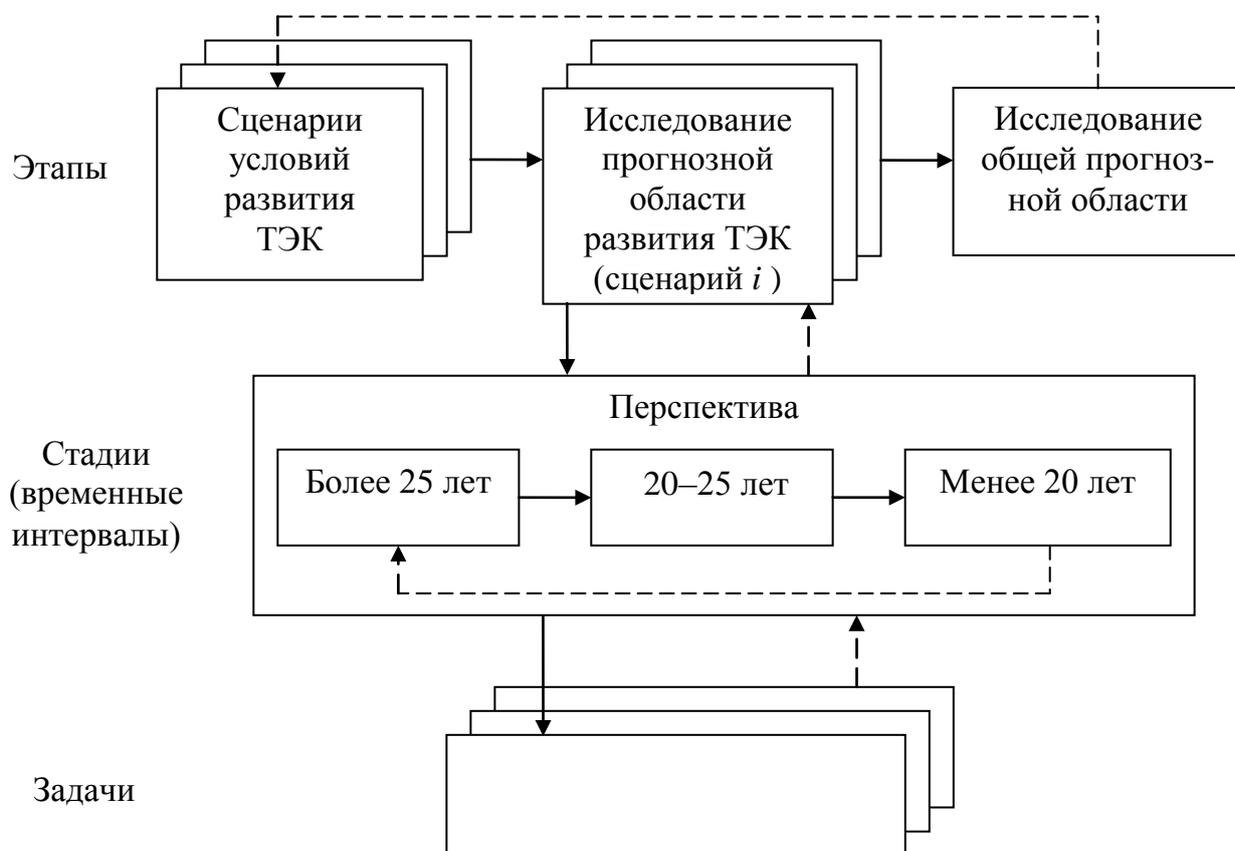 Этапы
Сценарии
условий
развития
ТЭК
Исследование
прогнозной
области
развития ТЭК
(сценарий i )
Исследование
общей прогноз-
ной области
Стадии
(временные
интервалы)
Перспектива
Более 25 лет
20–25 лет
Менее 20 лет
Задачи